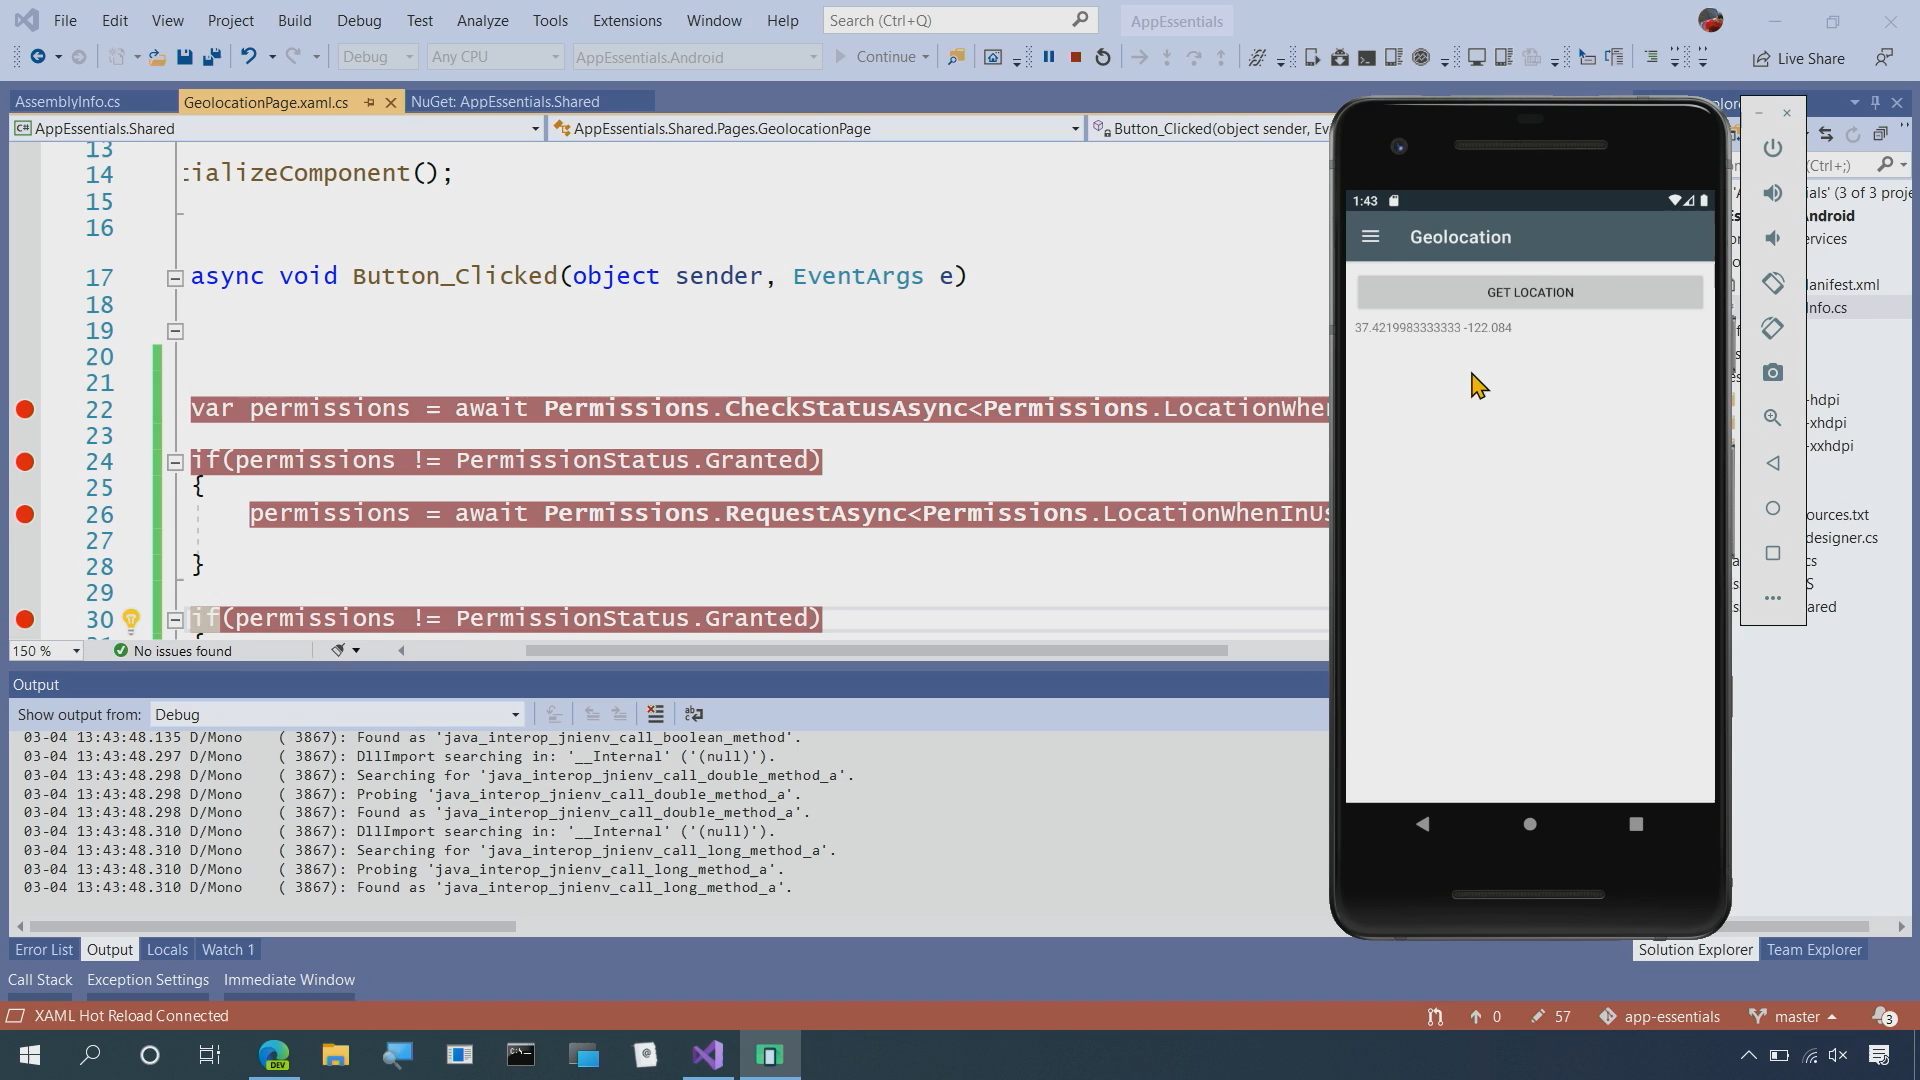 File Edit View Project Build Debug Test Analyze Tools Extensions Window Help Search (Ctrl+Q) AppEssentials
Debug Any CPU AppEssentials.Android Continue Live Share
AssemblyInfo.cs GeolocationPage.xaml.cs NuGet: AppEssentials.Shared
AppEssentials.Shared AppEssentials.Shared.Pages.GeolocationPage Button_Clicked(object sender, Ev
13
14 ializeComponent();
15
16
17 async void Button_Clicked(object sender, EventArgs e)
18
19
20
21
22 var permissions = await Permissions.CheckStatusAsync<Permissions.LocationWhen
23
24 if(permissions != PermissionStatus.Granted)
25 {
26 permissions = await Permissions.RequestAsync<Permissions.LocationWhenInUs
27
28 }
29
30 if(permissions != PermissionStatus.Granted)
150 % No issues found
Output
Show output from: Debug
03-04 13:43:48.135 D/Mono ( 3867): Found as 'java_interop_jnienv_call_boolean_method'.
03-04 13:43:48.297 D/Mono ( 3867): DllImport searching in: '__Internal' ('(null)').
03-04 13:43:48.298 D/Mono ( 3867): Searching for 'java_interop_jnienv_call_double_method_a'.
03-04 13:43:48.298 D/Mono ( 3867): Probing 'java_interop_jnienv_call_double_method_a'.
03-04 13:43:48.298 D/Mono ( 3867): Found as 'java_interop_jnienv_call_double_method_a'.
03-04 13:43:48.310 D/Mono ( 3867): DllImport searching in: '__Internal' ('(null)').
03-04 13:43:48.310 D/Mono ( 3867): Searching for 'java_interop_jnienv_call_long_method_a'.
03-04 13:43:48.310 D/Mono ( 3867): Probing 'java_interop_jnienv_call_long_method_a'.
03-04 13:43:48.310 D/Mono ( 3867): Found as 'java_interop_jnienv_call_long_method_a'.
Error List Output Locals Watch 1
Call Stack Exception Settings Immediate Window
1:43
Geolocation
GET LOCATION
37.4219983333333 -122.084
plore
(Ctrl+;)
ials' (3 of 3 proje
ndroid
rvices
anifest.xml
nfo.cs
-hdpi
-xhdpi
-xxhdpi
ources.txt
designer.cs
cs
S
ared
Solution Explorer Team Explorer
XAML Hot Reload Connected 0 57 app-essentials master 3
DEV